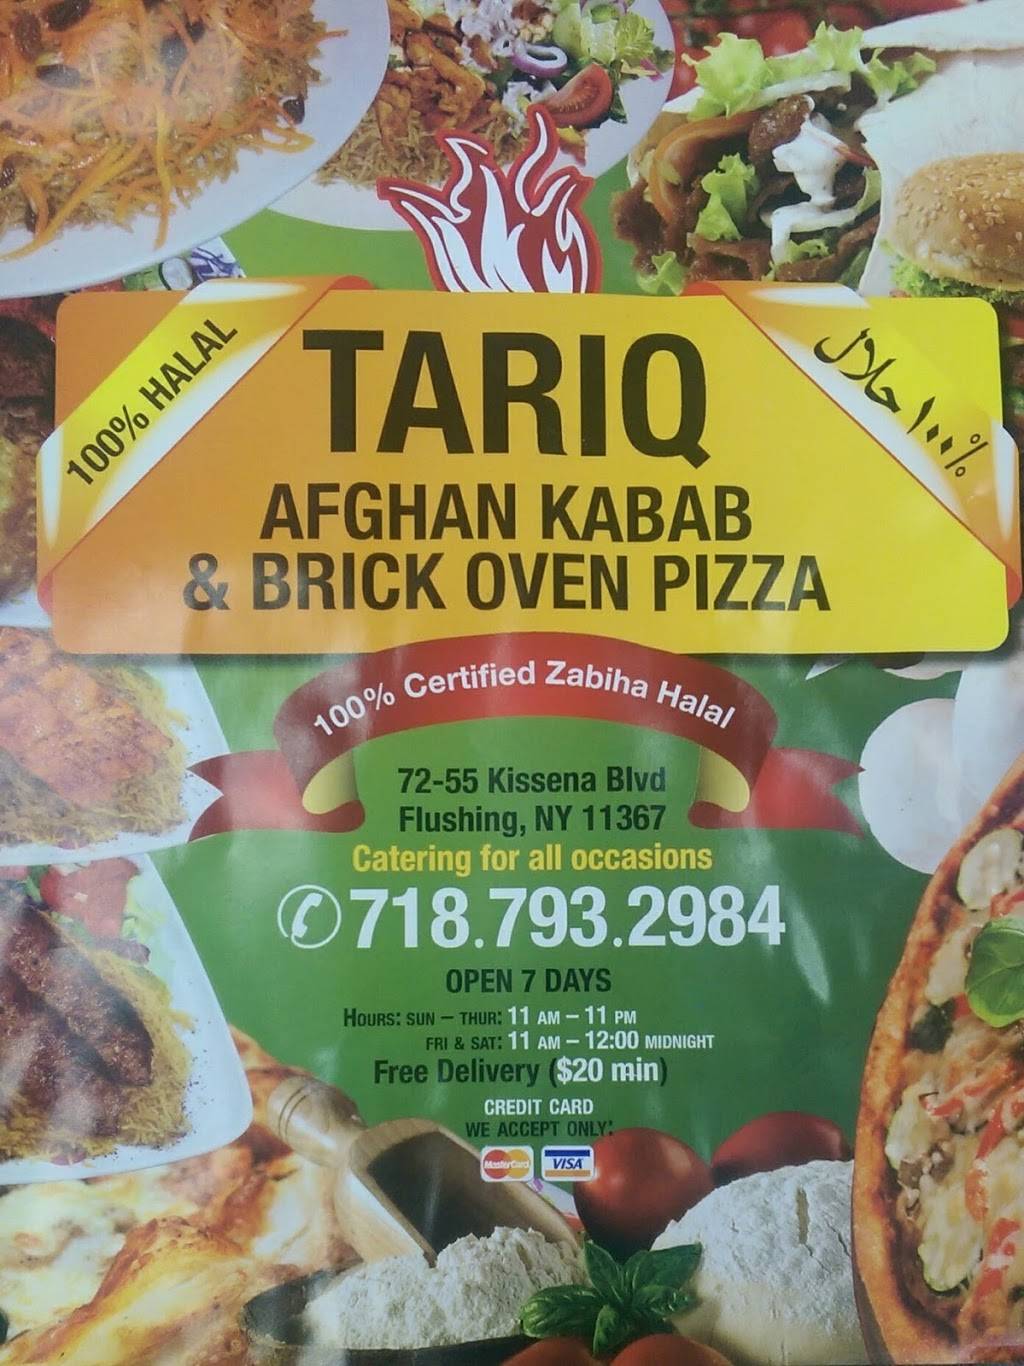 100% HALAL
٪١٠٠ حلال
TARIQ
AFGHAN KABAB
& BRICK OVEN PIZZA
100% Certified Zabiha Halal
72-55 Kissena Blvd
Flushing, NY 11367
Catering for all occasions
718.793.2984
OPEN 7 DAYS
HOURS: SUN – THUR: 11 AM – 11 PM
FRI & SAT: 11 AM – 12:00 MIDNIGHT
Free Delivery ($20 min)
CREDIT CARD
WE ACCEPT ONLY:
MasterCard VISA